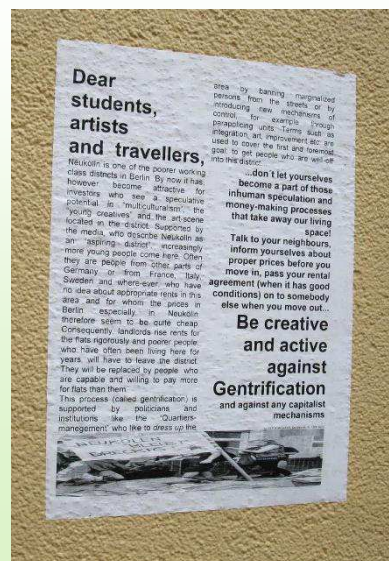 Dear
students,
artists
and travellers,
Neukölln is one of the poorer working
class districts in Berlin. By now it has,
however become attractive for
investors who see a speculative
potential in "multiculturalism", the
"young creatives" and the art-scene
located in the district. Supported by
the media, who describe Neukölln as
an "aspiring district", increasingly
more young people come here. Often
they are people from other parts of
Germany or from France, Italy,
Sweden and where-ever, who have
no idea about appropriate rents in this
area and for whom the prices in
Berlin especially in Neukölln
therefore seem to be quite cheap.
Consequently, landlords rise rents for
the flats rigorously and poorer people,
who have often been living here for
years, will have to leave the district.
They will be replaced by people who
are capable and willing to pay more
for flats than them.
This process (called gentrification) is
supported by politicians and
institutions like the "Quartiers-
manegement" who like to dress up the
area by banning marginalized
persons from the streets or by
introducing new mechanisms of
control, for example through
parapolicing units. Terms such as
integration, art, improvement etc. are
used to cover the first and foremost
goal: to get people who are well-off
into this district.
...don´t let yourselves
become a part of those
inhuman speculation and
money-making processes
that take away our living
space!
Talk to your neighbours,
inform yourselves about
proper prices before you
move in, pass your rental
agreement (when it has good
conditions) on to somebody
else when you move out...
Be creative
and active
against
Gentrification
and against any capitalist
mechanisms